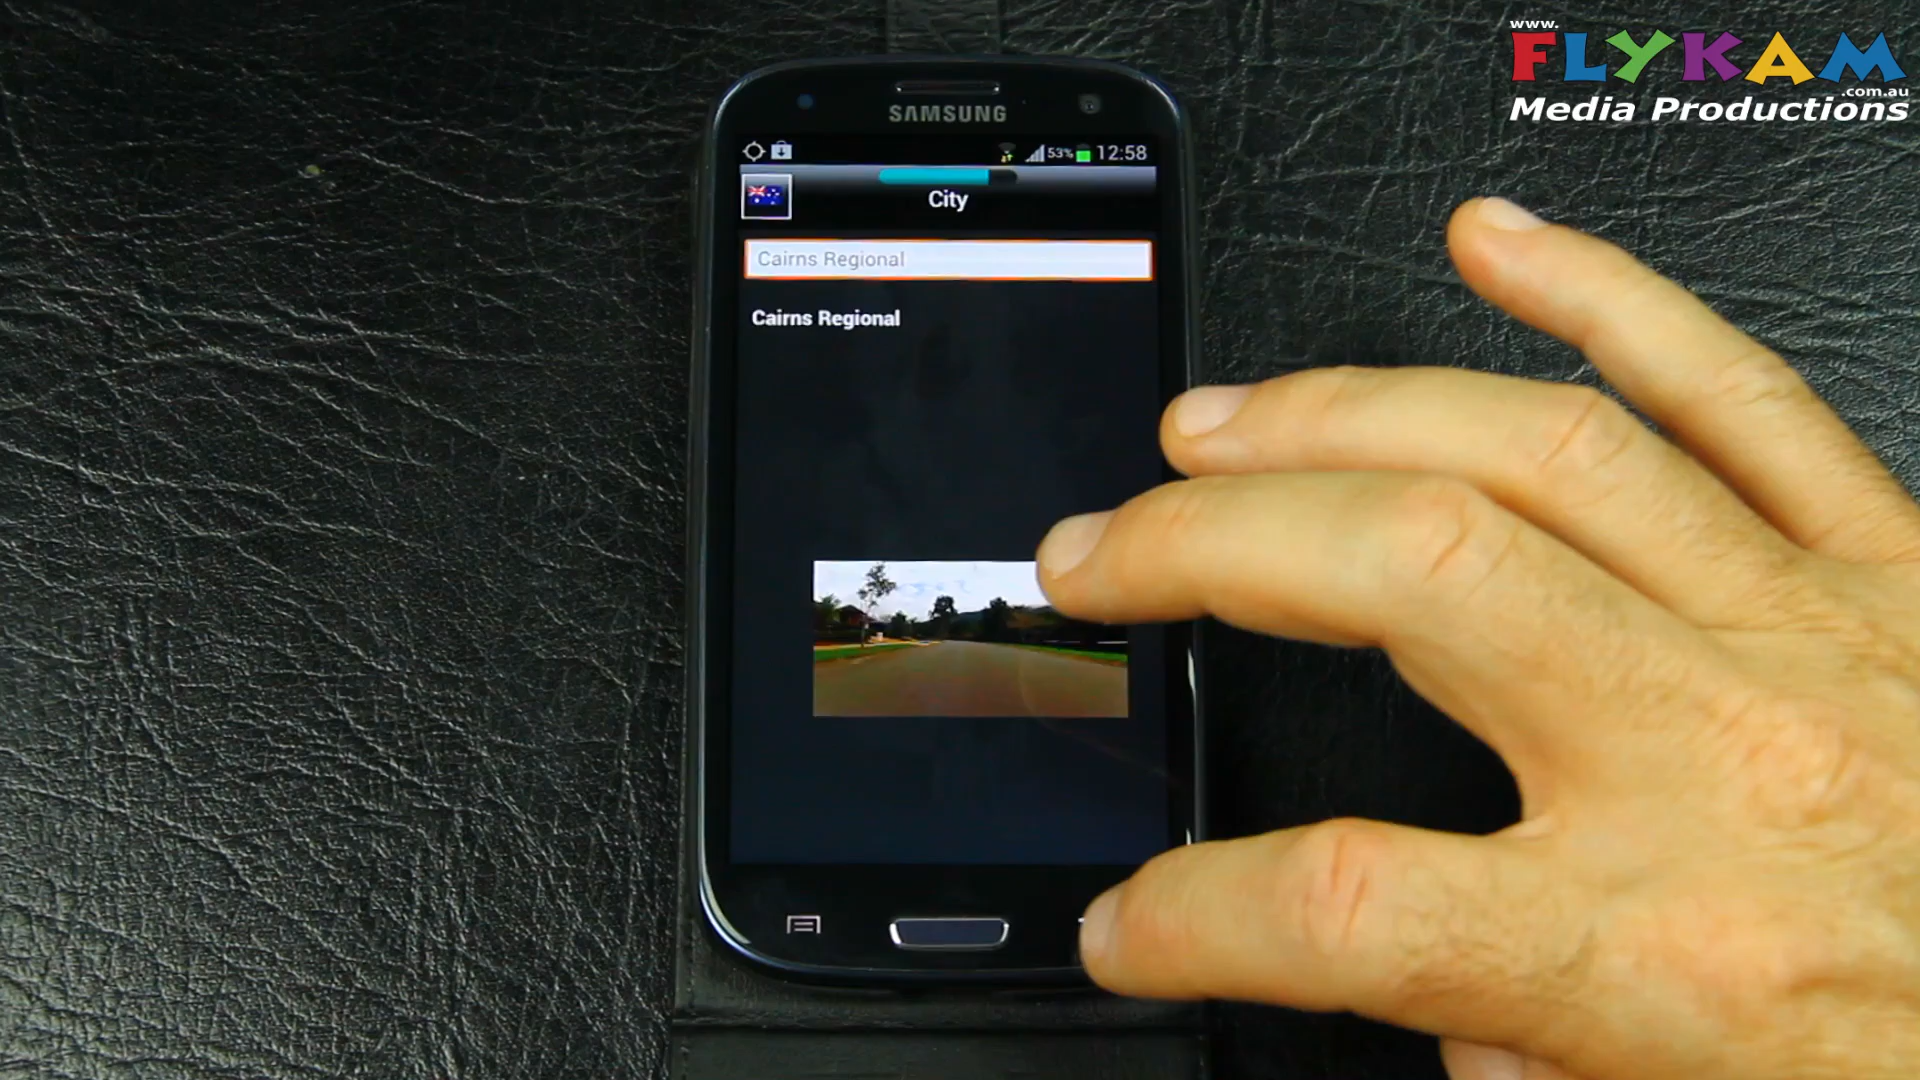 www.
FLYKAM
.com.au
Media Productions
SAMSUNG
53% 12:58
City
Cairns Regional
Cairns Regional